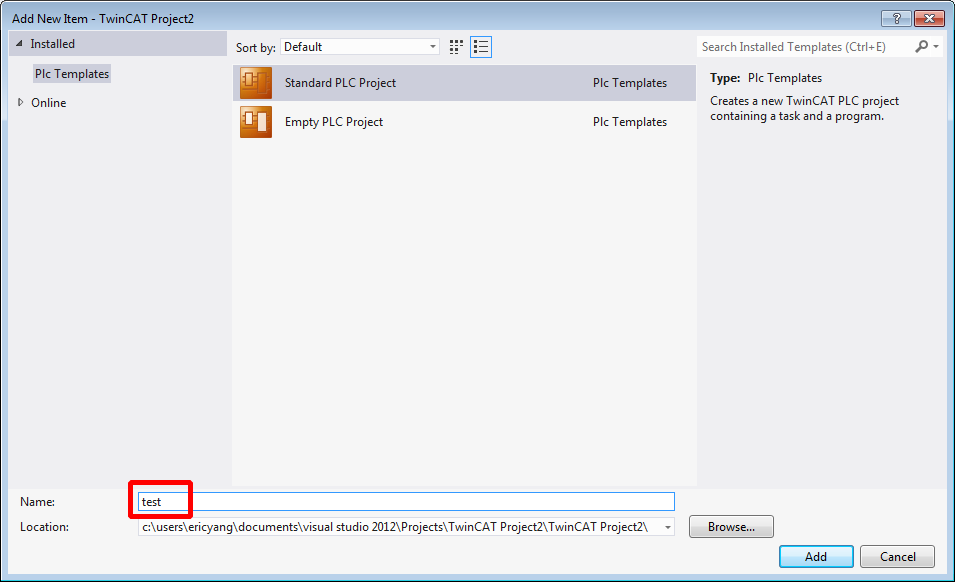 Add New Item - TwinCAT Project2
Installed
Plc Templates
Online
Sort by: Default
Standard PLC Project Plc Templates
Empty PLC Project Plc Templates
Search Installed Templates (Ctrl+E)
Type: Plc Templates
Creates a new TwinCAT PLC project
containing a task and a program.
Name: test
Location: c:\users\ericyang\documents\visual studio 2012\Projects\TwinCAT Project2\TwinCAT Project2\
Browse...
Add Cancel